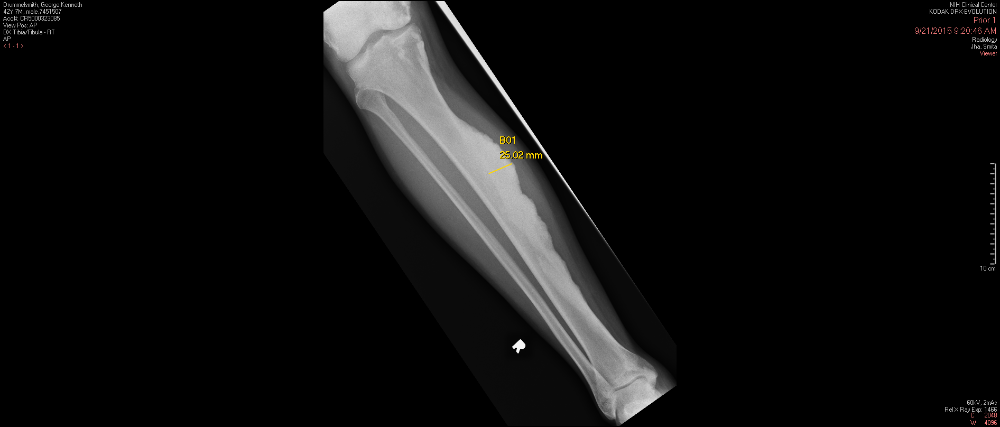 Drummelsmith, George Kenneth
42Y 7M, male,7451507
Acc#: CR5000323085
View Pos: AP
DX Tibia/Fibula - RT
AP
< 1 - 1 >
NIH Clinical Center
KODAK DRX-EVOLUTION
Prior 1
9/21/2015 9:20:46 AM
Radiology
Jha, Smita
Viewer
B01
25.02 mm
10 cm
60kV, 2mAs
Rel X Ray Exp: 1466
C 2048
W 4096